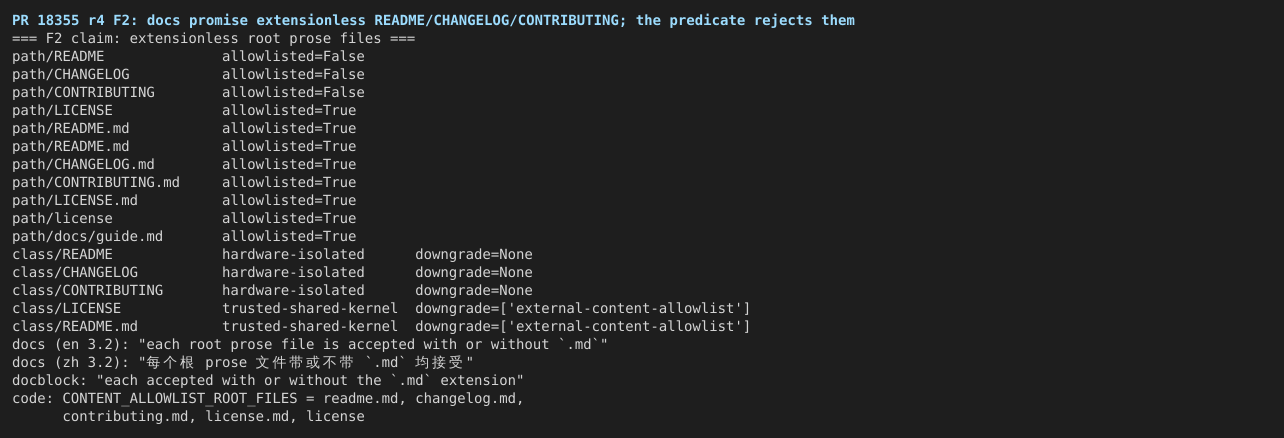 PR 18355 r4 F2: docs promise extensionless README/CHANGELOG/CONTRIBUTING; the predicate rejects them
=== F2 claim: extensionless root prose files ===
path/README              allowlisted=False
path/CHANGELOG           allowlisted=False
path/CONTRIBUTING        allowlisted=False
path/LICENSE             allowlisted=True
path/README.md           allowlisted=True
path/README.md           allowlisted=True
path/CHANGELOG.md        allowlisted=True
path/CONTRIBUTING.md     allowlisted=True
path/LICENSE.md          allowlisted=True
path/license             allowlisted=True
path/docs/guide.md       allowlisted=True
class/README             hardware-isolated      downgrade=None
class/CHANGELOG          hardware-isolated      downgrade=None
class/CONTRIBUTING       hardware-isolated      downgrade=None
class/LICENSE            trusted-shared-kernel  downgrade=['external-content-allowlist']
class/README.md          trusted-shared-kernel  downgrade=['external-content-allowlist']
docs (en 3.2): "each root prose file is accepted with or without `.md`"
docs (zh 3.2): "每个根 prose 文件带或不带 `.md` 均接受"
docblock: "each accepted with or without the `.md` extension"
code: CONTENT_ALLOWLIST_ROOT_FILES = readme.md, changelog.md,
      contributing.md, license.md, license